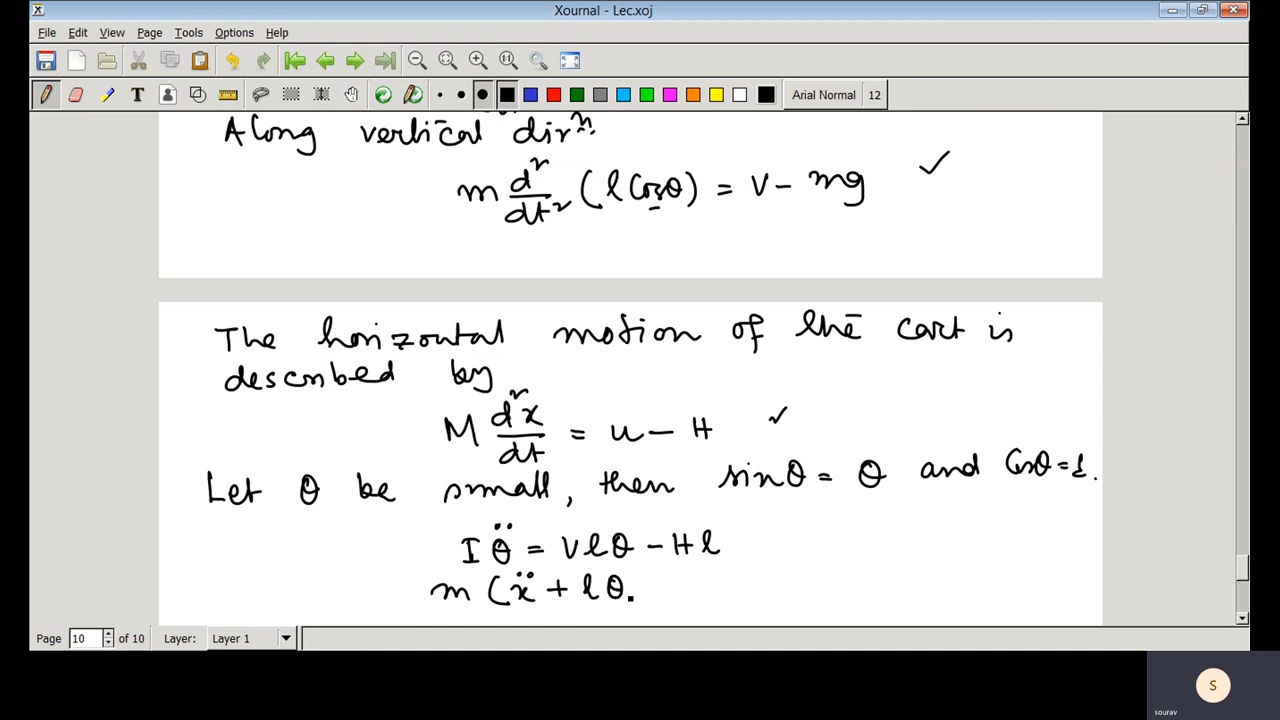 Xournal - Lec.xoj
File Edit View Page Tools Options Help
Arial Normal 12
Along vertical dirⁿ.
m d²/dt² (l Cosθ) = V - mg ✓
The horizontal motion of the cart is
described by
M d²x/dt = u - H ✓
Let θ be small, then sinθ = θ and Cosθ = 1.
I θ̈ = Vlθ - Hl
m (ẍ + lθ.
Page 10 of 10 Layer: Layer 1
S
sourav